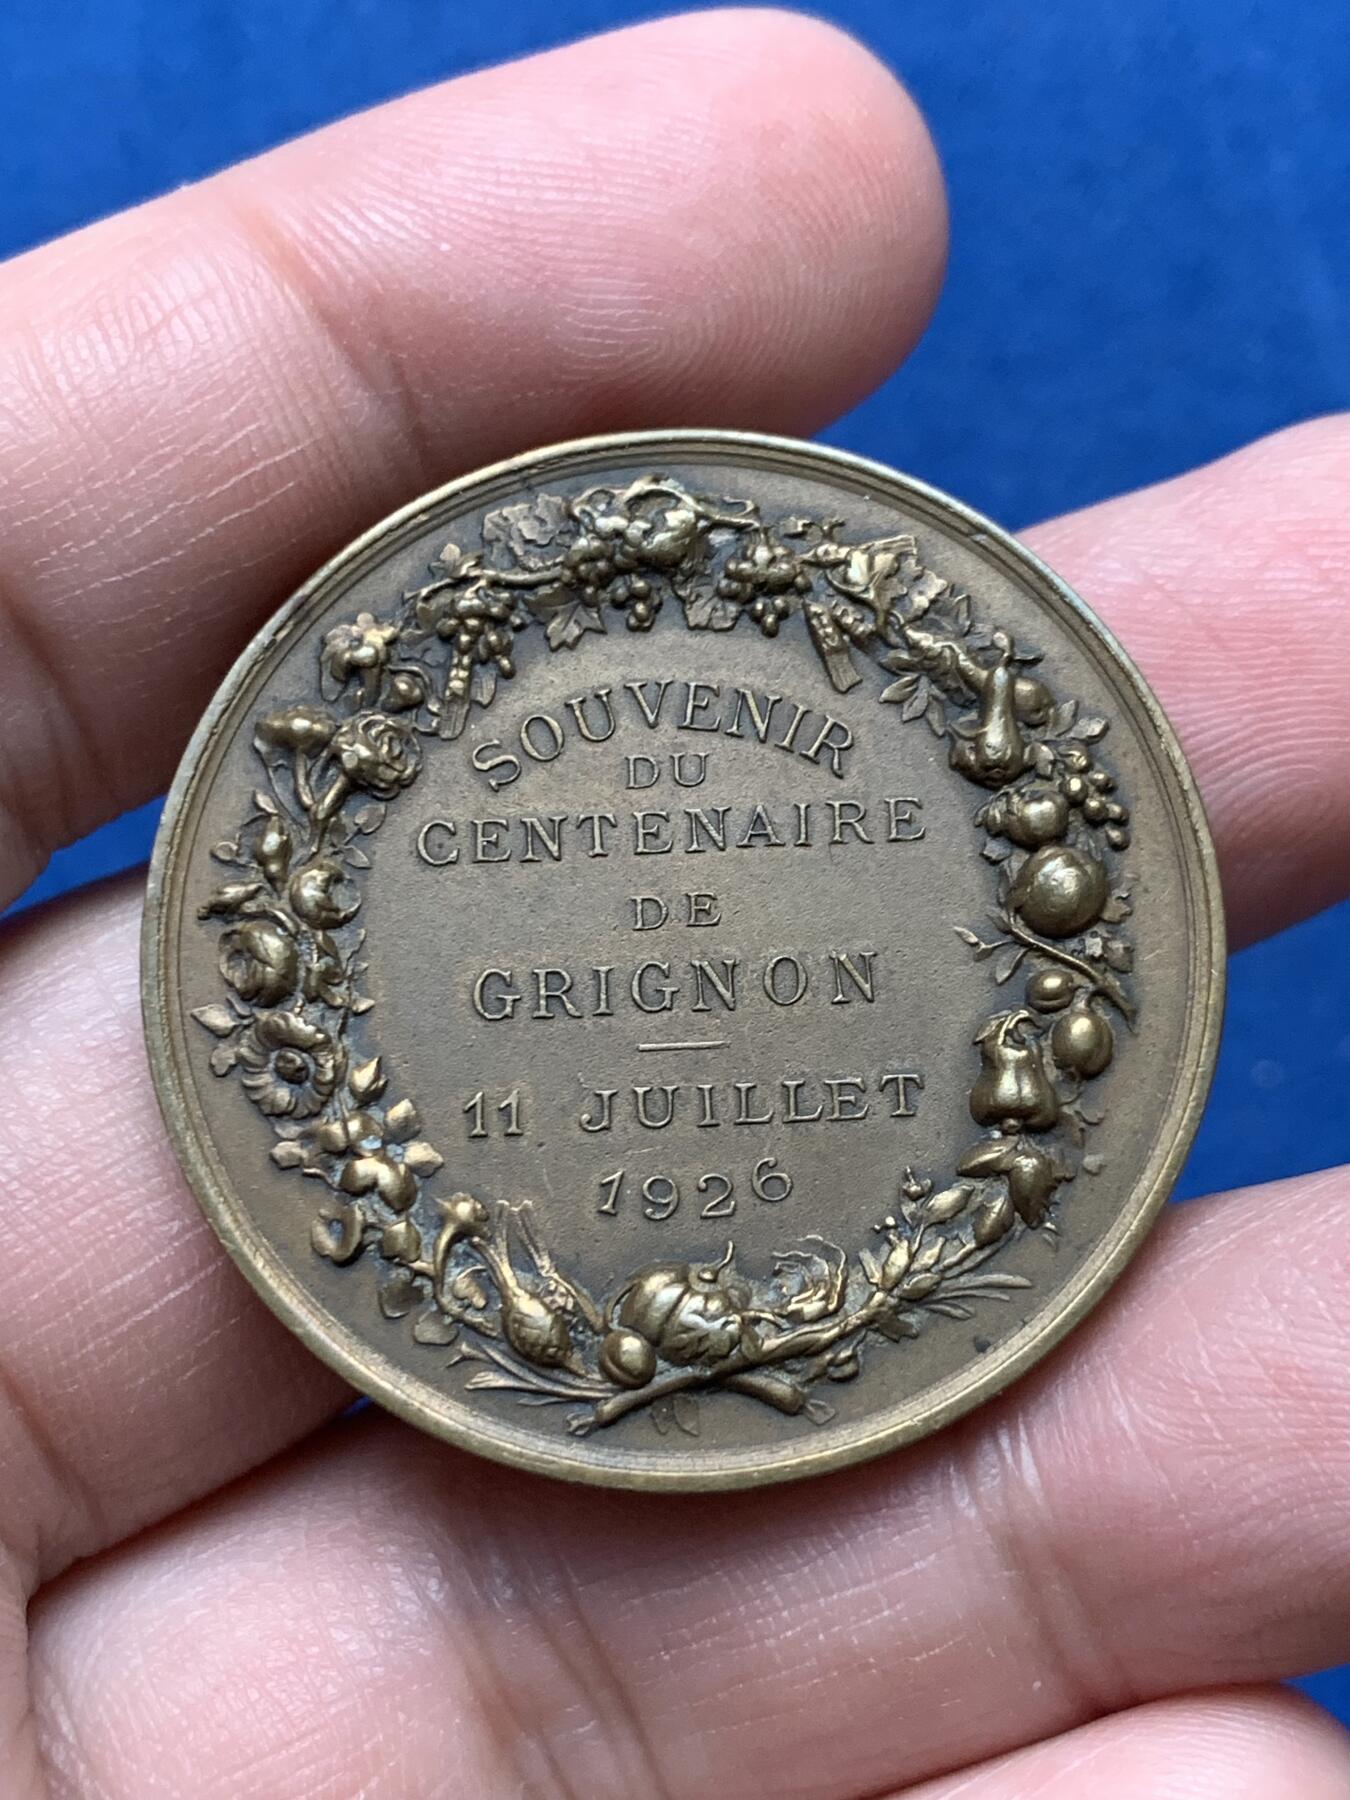 SOUVENIR
DU
CENTENAIRE
DE
GRIGNON
11 JUILLET
1926